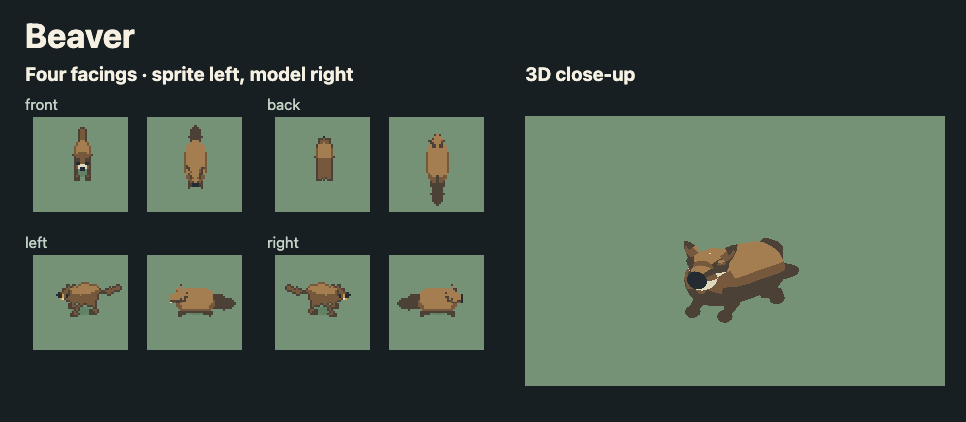 Beaver
Four facings · sprite left, model right
3D close-up
front
back
left
right